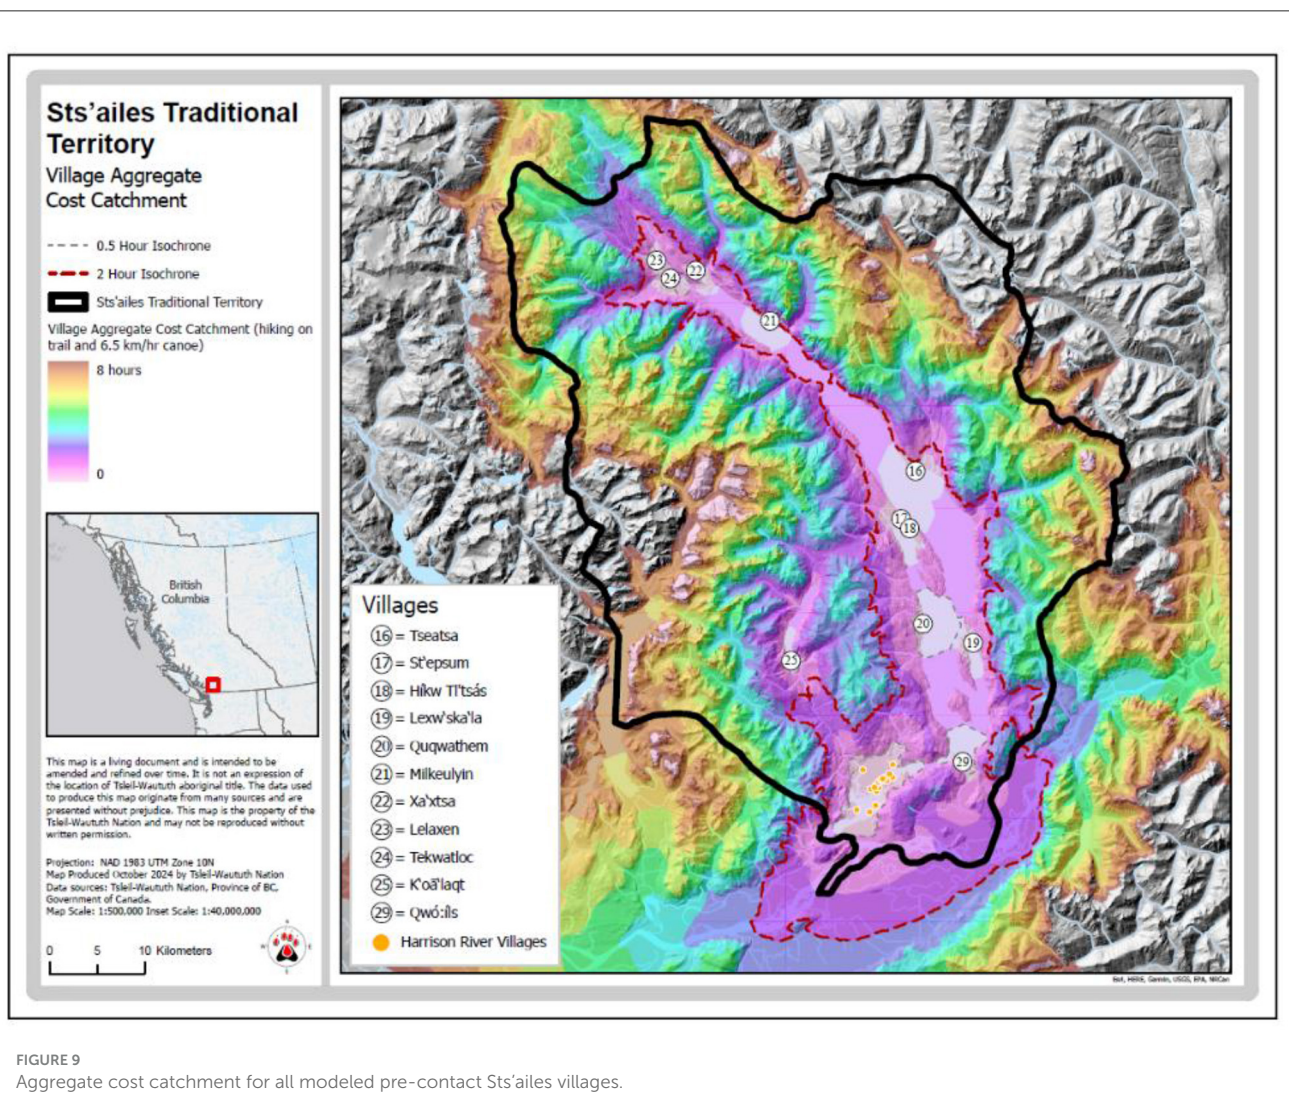 Sts’ailes Traditional
Territory
Village Aggregate
Cost Catchment
0.5 Hour Isochrone
2 Hour Isochrone
Sts'ailes Traditional Territory
Village Aggregate Cost Catchment (hiking on
trail and 6.5 km/hr canoe)
8 hours
0
British
Columbia
This map is a living document and is intended to be
amended and refined over time. It is not an expression of
the location of Tsleil-Waututh aboriginal title. The data used
to produce this map originate from many sources and are
presented without prejudice. This map is the property of the
Tsleil-Waututh Nation and may not be reproduced without
written permission.
Projection: NAD 1983 UTM Zone 10N
Map Produced October 2024 by Tsleil-Waututh Nation
Data sources: Tsleil-Waututh Nation, Province of BC,
Government of Canada.
Map Scale: 1:500,000 Inset Scale: 1:40,000,000
0 5 10 Kilometers
N
W E
S
23
24
22
21
16
17
18
20
19
25
29
Villages
16 = Tseatsa
17 = St'epsum
18 = Híkw Tl'tsás
19 = Lexw'ska'la
20 = Quqwathem
21 = Milkeulyin
22 = Xa'xtsa
23 = Lelaxen
24 = Tekwatloc
25 = K'oā'laqt
29 = Qwó:íls
Harrison River Villages
Esri, HERE, Garmin, USGS, EPA, NRCan
FIGURE 9
Aggregate cost catchment for all modeled pre-contact Sts’ailes villages.